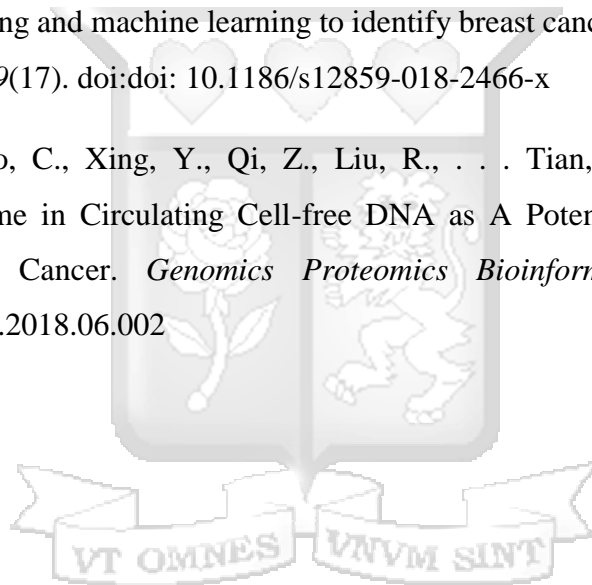 ng and machine learning to identify breast canc
9(17). doi:doi: 10.1186/s12859-018-2466-x
o, C., Xing, Y., Qi, Z., Liu, R., . . . Tian,
me in Circulating Cell-free DNA as A Poten
Cancer. Genomics Proteomics Bioinforn
.2018.06.002
VT OMNES VNVM SINT